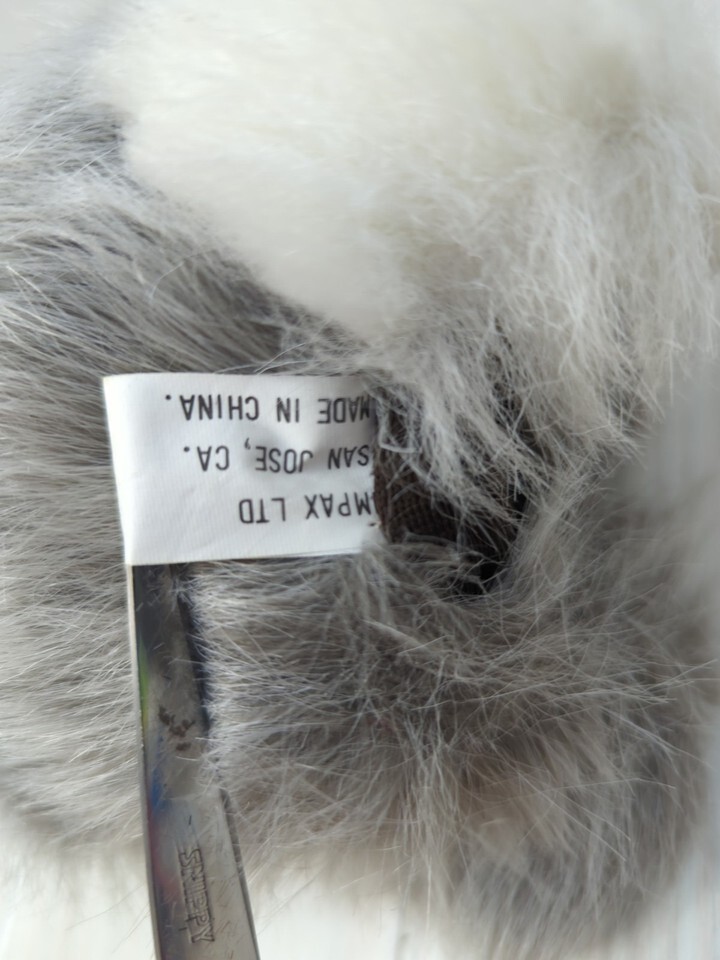 MPAX LTD
SAN JOSE, CA.
MADE IN CHINA.